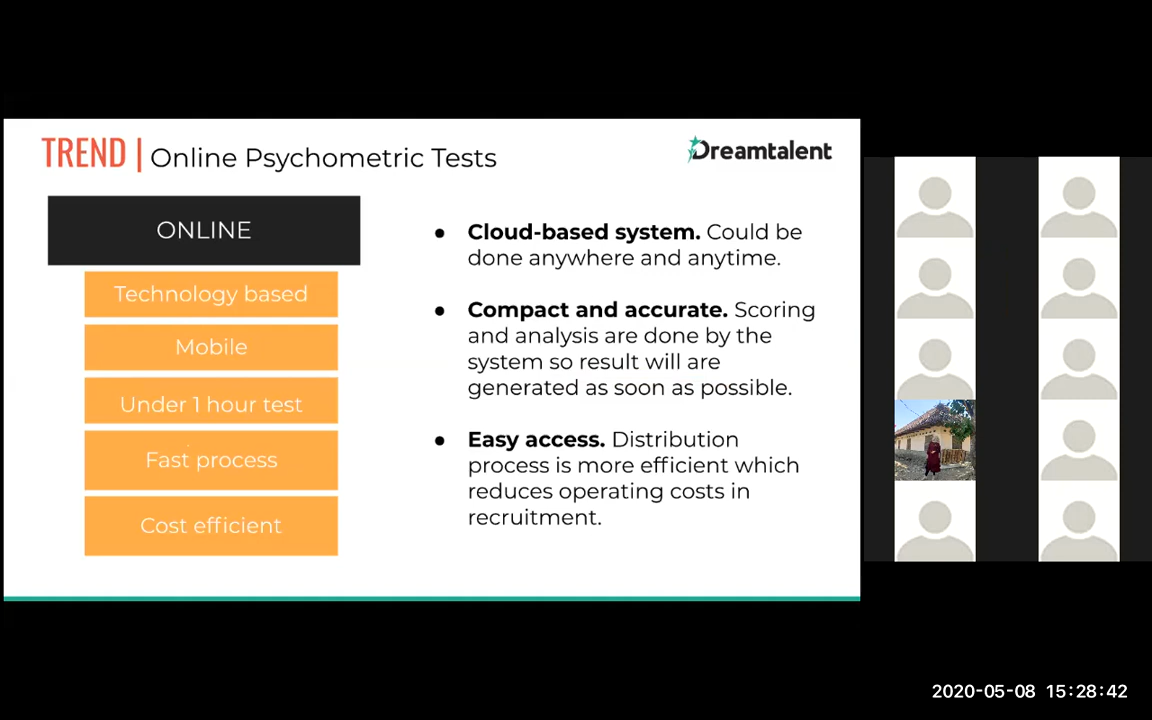 TREND | Online Psychometric Tests
Dreamtalent
ONLINE
Technology based
Mobile
Under 1 hour test
Fast process
Cost efficient
● Cloud-based system. Could be
done anywhere and anytime.
● Compact and accurate. Scoring
and analysis are done by the
system so result will are
generated as soon as possible.
● Easy access. Distribution
process is more efficient which
reduces operating costs in
recruitment.
2020-05-08 15:28:42